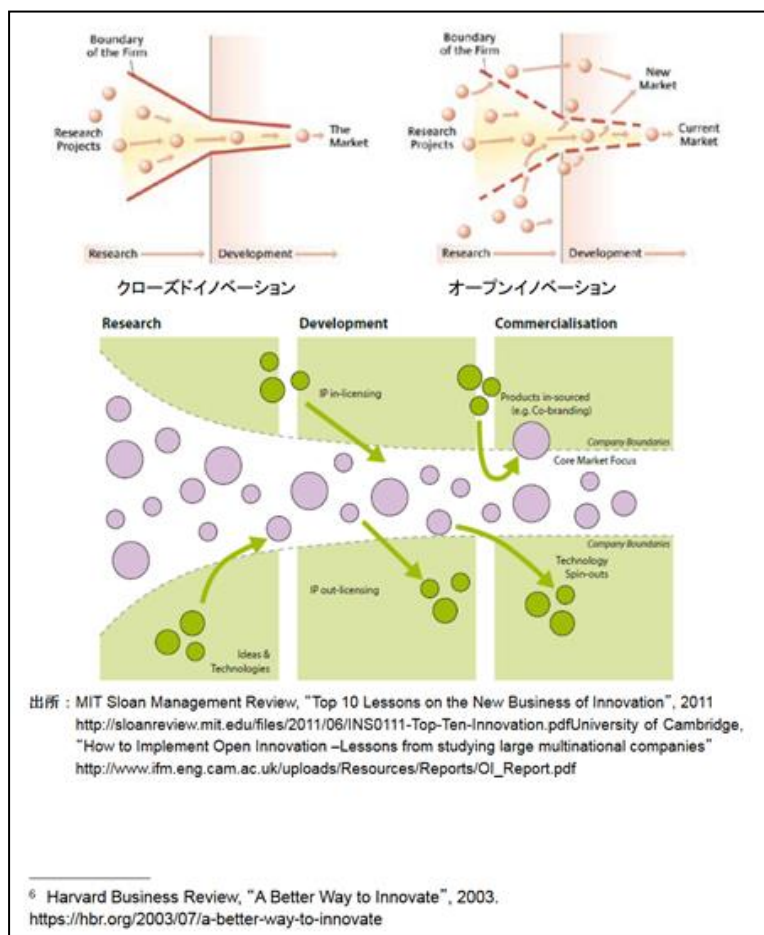 Boundary
of the Firm
Research
Projects
The
Market
Research
Development
クローズドイノベーション
Boundary
of the Firm
New
Market
Research
Projects
Current
Market
Research
Development
オープンイノベーション
Research
Development
Commercialisation
IP in-licensing
Products in-sourced
(e.g. Co-branding)
Company Boundaries
Core Market Focus
Company Boundaries
Technology
Spin-outs
IP out-licensing
Ideas &
Technologies
出所：MIT Sloan Management Review, “Top 10 Lessons on the New Business of Innovation”, 2011
http://sloanreview.mit.edu/files/2011/06/INS0111-Top-Ten-Innovation.pdfUniversity of Cambridge,
“How to Implement Open Innovation –Lessons from studying large multinational companies”
http://www.ifm.eng.cam.ac.uk/uploads/Resources/Reports/OI_Report.pdf
6 Harvard Business Review, “A Better Way to Innovate”, 2003.
https://hbr.org/2003/07/a-better-way-to-innovate